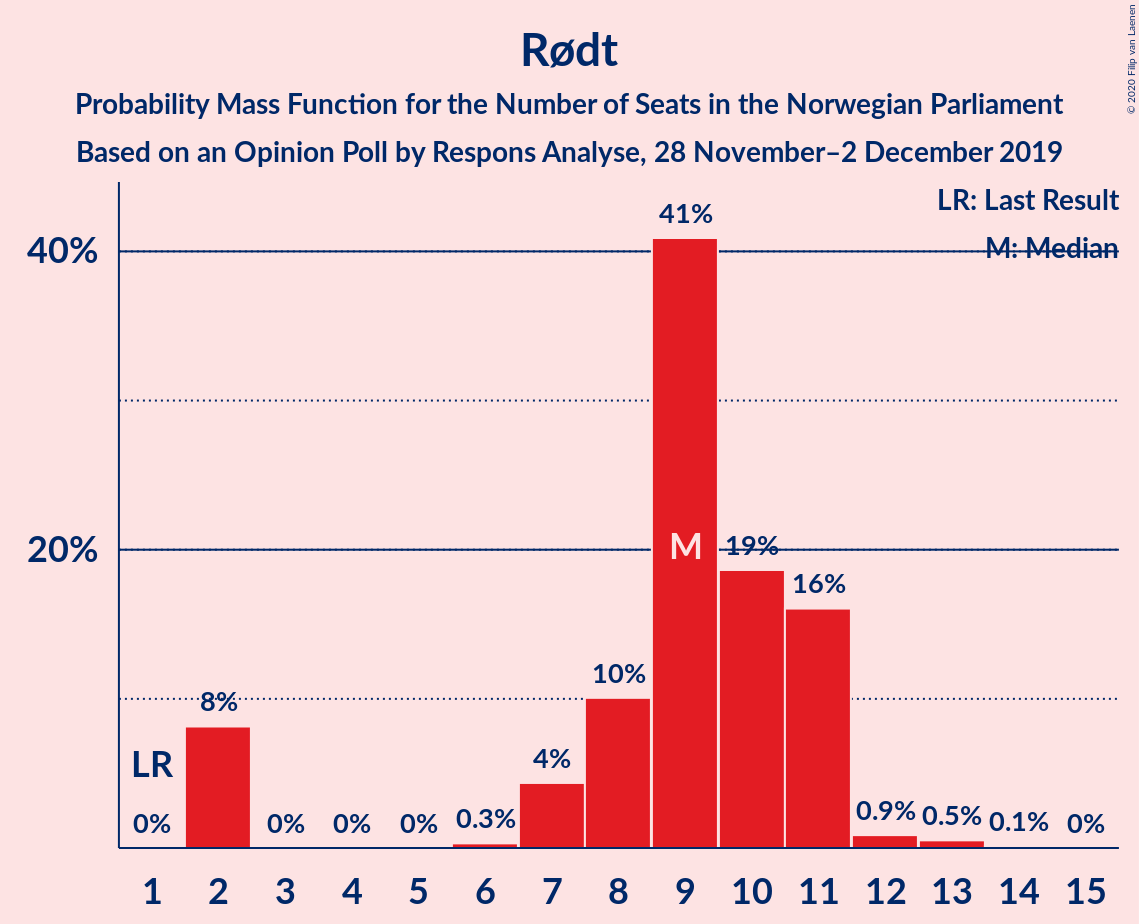 Rødt
Probability Mass Function for the Number of Seats in the Norwegian Parliament
Based on an Opinion Poll by Respons Analyse, 28 November–2 December 2019
© 2020 Filip van Laenen
LR: Last Result
M: Median
40%
20%
LR
0%
8%
0%
0%
0%
0.3%
4%
10%
41%
M
19%
16%
0.9%
0.5%
0.1%
0%
1 2 3 4 5 6 7 8 9 10 11 12 13 14 15